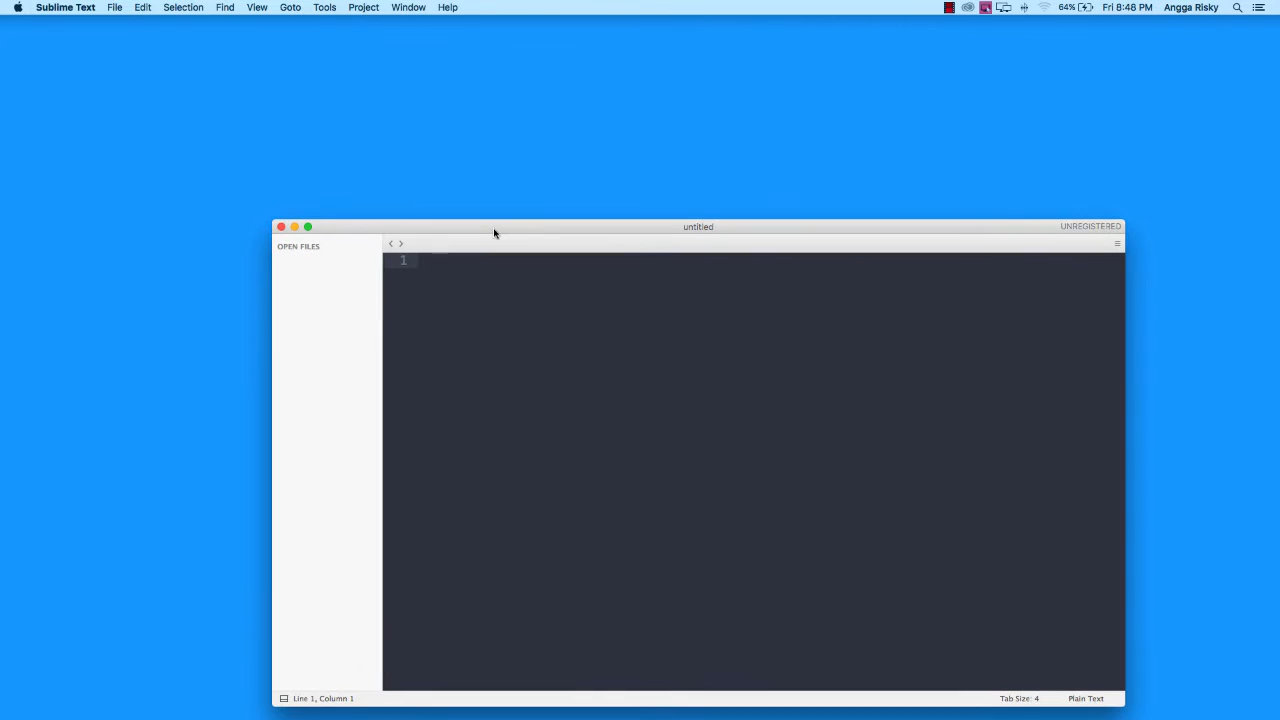 Sublime Text File Edit Selection Find View Goto Tools Project Window Help 64% Fri 8:48 PM Angga Risky
untitled UNREGISTERED
OPEN FILES
1
Line 1, Column 1 Tab Size: 4 Plain Text